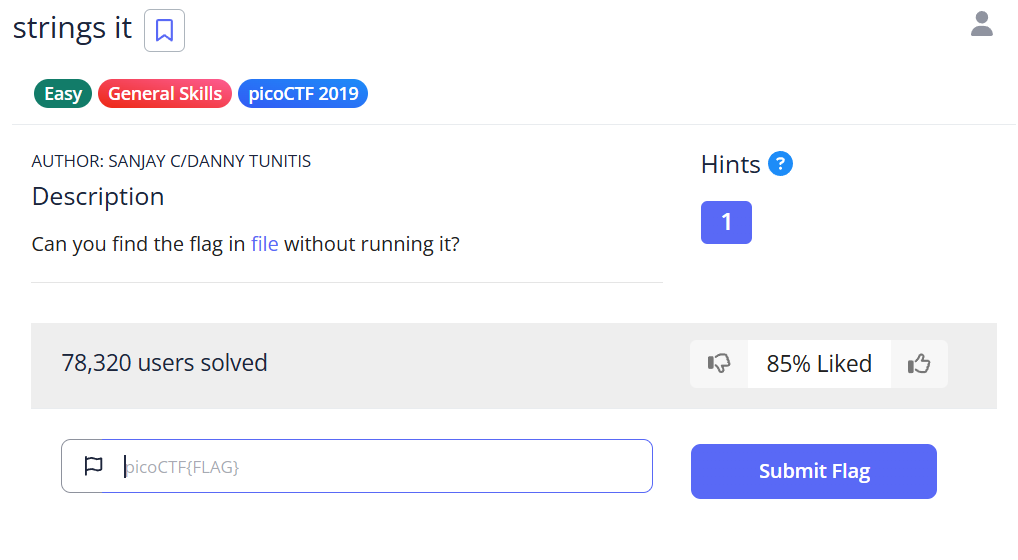 strings it
Easy General Skills picoCTF 2019
AUTHOR: SANJAY C/DANNY TUNITIS
Description
Can you find the flag in file without running it?
Hints ?
1
78,320 users solved
85% Liked
picoCTF{FLAG}
Submit Flag